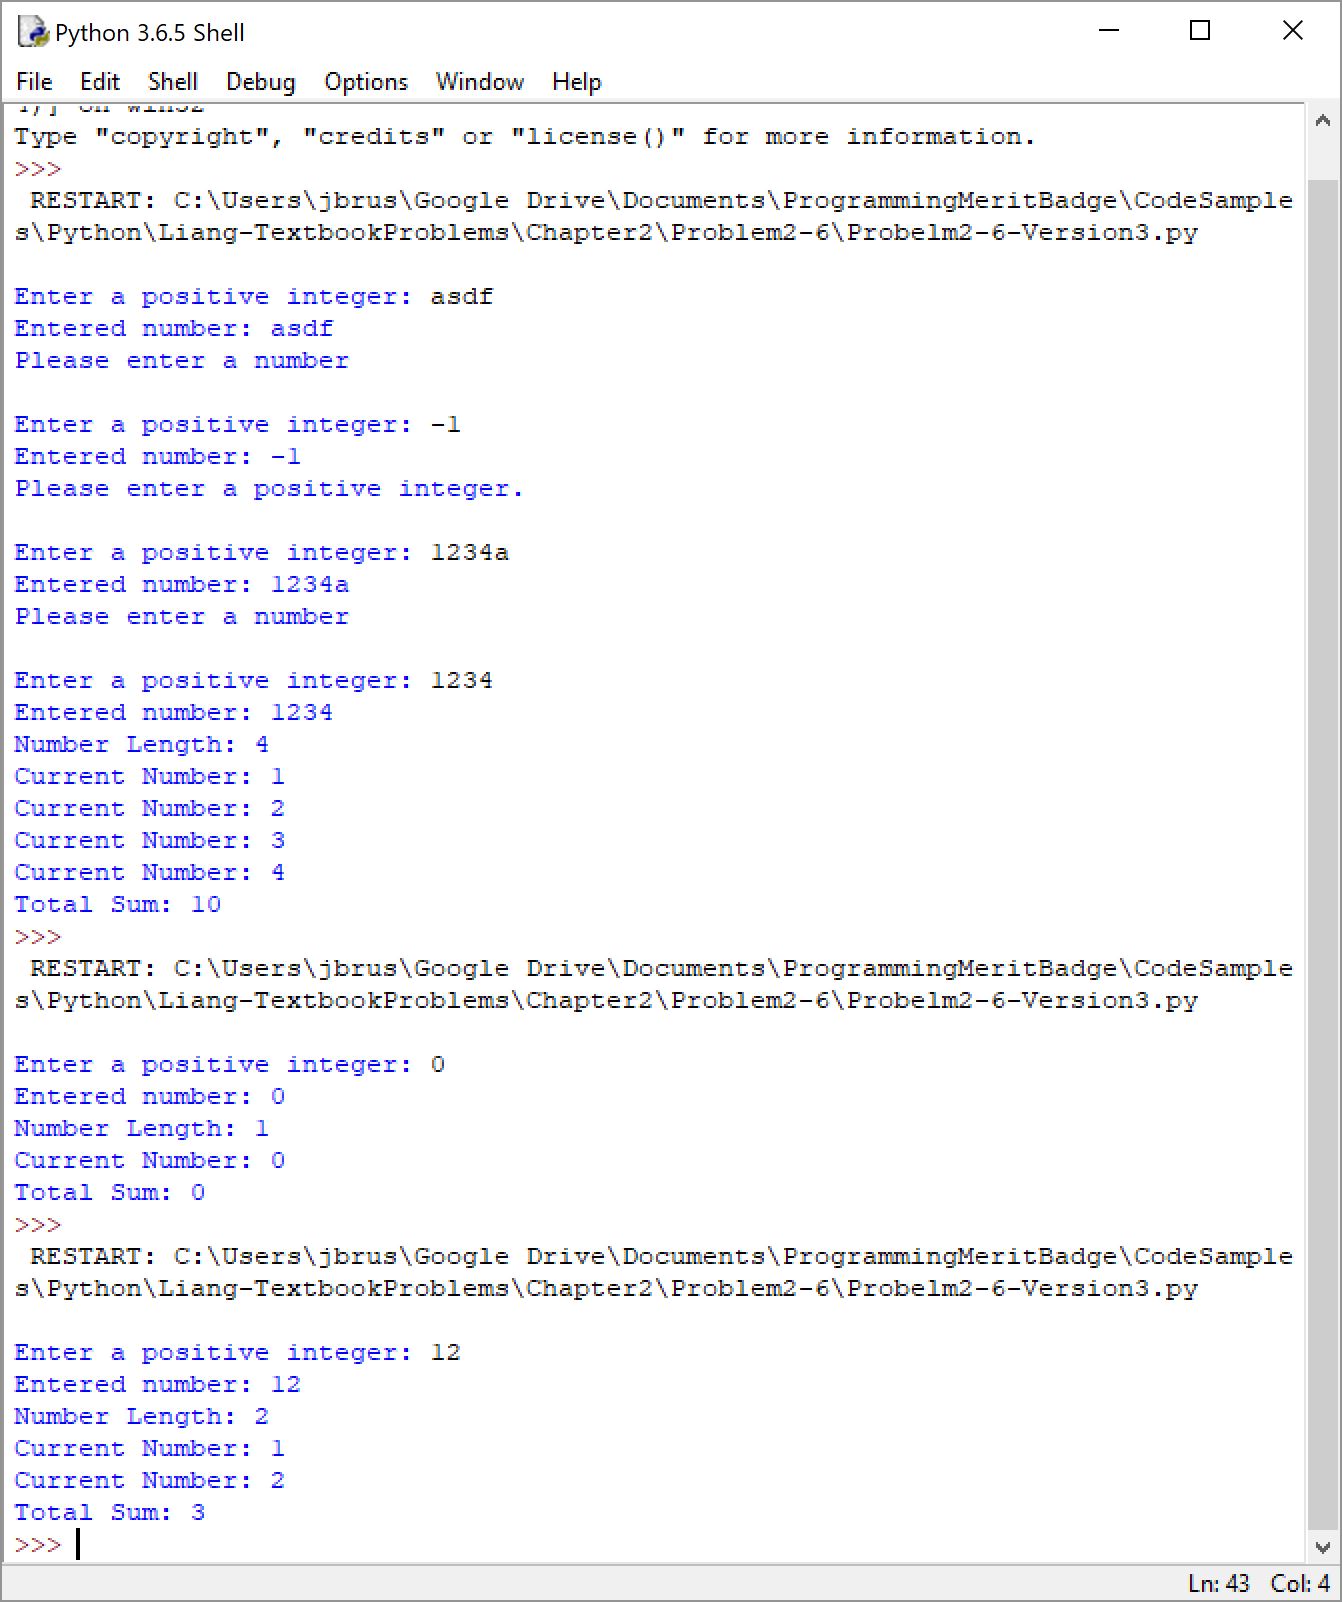 Python 3.6.5 Shell
File Edit Shell Debug Options Window Help
on win32
Type "copyright", "credits" or "license()" for more information.
>>>
RESTART: C:\Users\jbrus\Google Drive\Documents\ProgrammingMeritBadge\CodeSample
s\Python\Liang-TextbookProblems\Chapter2\Problem2-6\Probelm2-6-Version3.py
Enter a positive integer: asdf
Entered number: asdf
Please enter a number
Enter a positive integer: -1
Entered number: -1
Please enter a positive integer.
Enter a positive integer: 1234a
Entered number: 1234a
Please enter a number
Enter a positive integer: 1234
Entered number: 1234
Number Length: 4
Current Number: 1
Current Number: 2
Current Number: 3
Current Number: 4
Total Sum: 10
>>>
RESTART: C:\Users\jbrus\Google Drive\Documents\ProgrammingMeritBadge\CodeSample
s\Python\Liang-TextbookProblems\Chapter2\Problem2-6\Probelm2-6-Version3.py
Enter a positive integer: 0
Entered number: 0
Number Length: 1
Current Number: 0
Total Sum: 0
>>>
RESTART: C:\Users\jbrus\Google Drive\Documents\ProgrammingMeritBadge\CodeSample
s\Python\Liang-TextbookProblems\Chapter2\Problem2-6\Probelm2-6-Version3.py
Enter a positive integer: 12
Entered number: 12
Number Length: 2
Current Number: 1
Current Number: 2
Total Sum: 3
>>>
Ln: 43 Col: 4